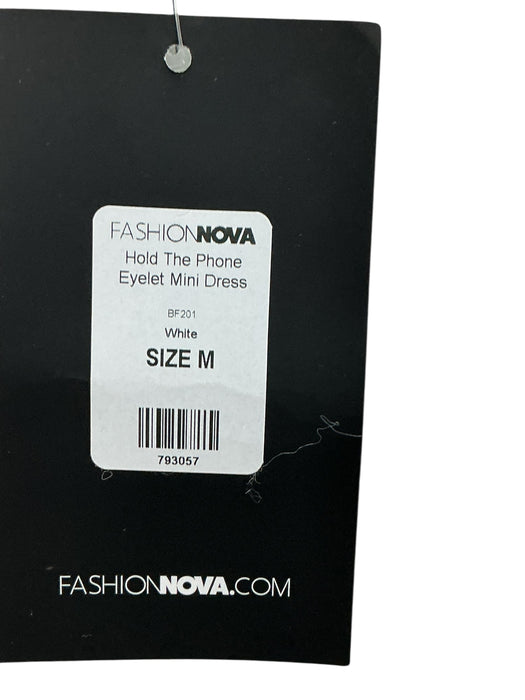 FASHIONNOVA
Hold The Phone
Eyelet Mini Dress
BF201
White
SIZE M
793057
FASHIONNOVA.COM